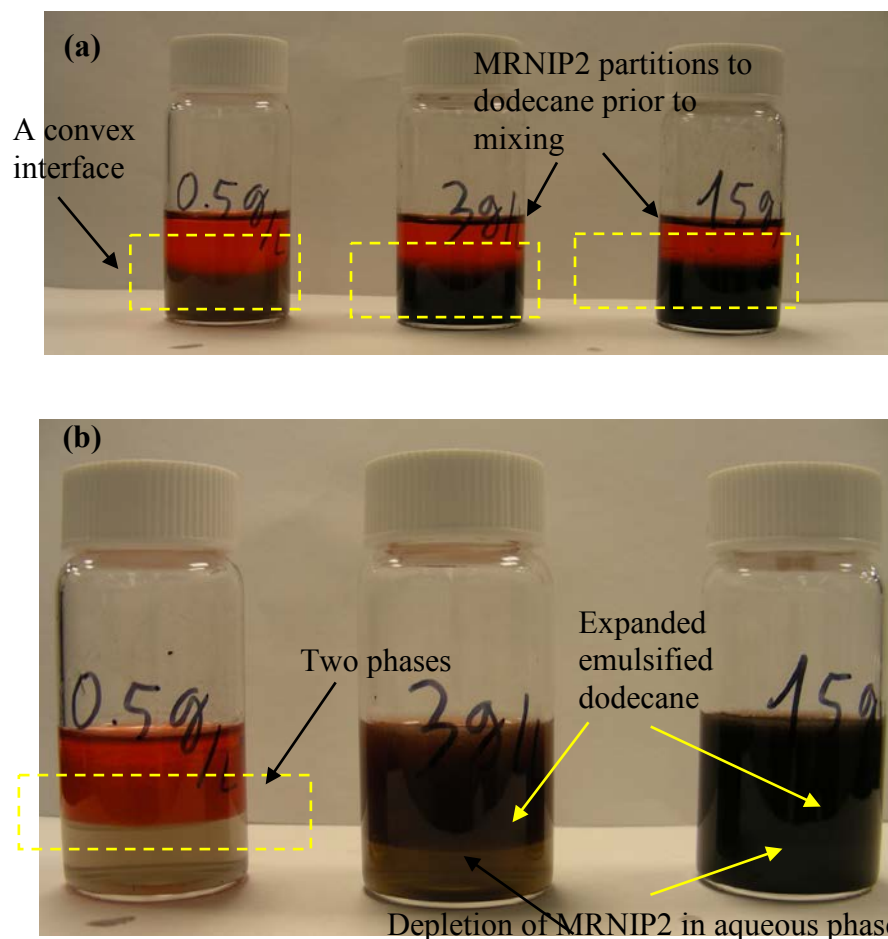 (a)
MRNIP2 partitions to
dodecane prior to
mixing
A convex
interface
0.5g/L
3g/L
15g/
(b)
Expanded
emulsified
dodecane
Two phases
0.5g/L
3g/L
15g
Depletion of MRNIP2 in aqueous phase